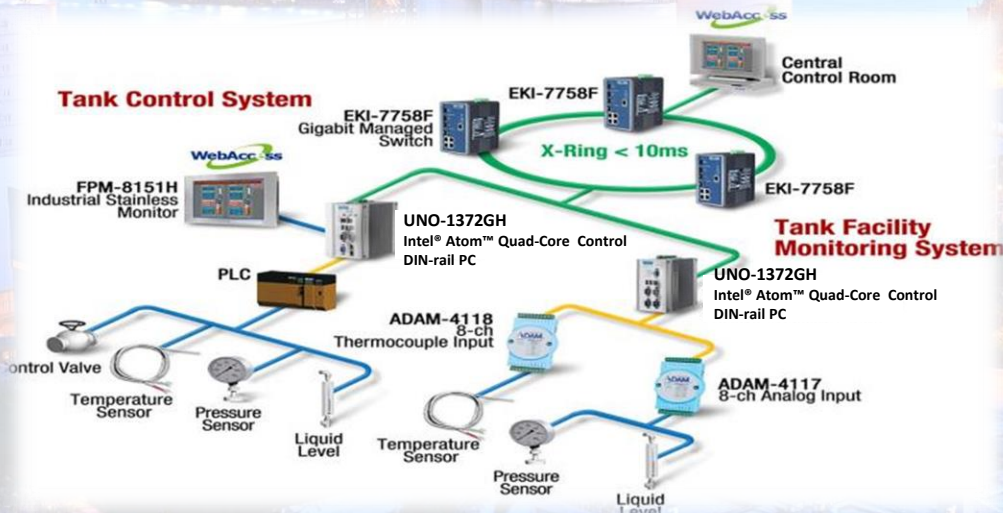 WebAccess
Central
Control Room
Tank Control System
EKI-7758F
EKI-7758F
Gigabit Managed
Switch
X-Ring < 10ms
WebAccess
FPM-8151H
Industrial Stainless
Monitor
EKI-7758F
UNO-1372GH
Intel® Atom™ Quad-Core Control
DIN-rail PC
Tank Facility
Monitoring System
PLC
UNO-1372GH
Intel® Atom™ Quad-Core Control
DIN-rail PC
ADAM-4118
8-ch
Thermocouple Input
ADAM-4117
8-ch Analog Input
ontrol Valve
Temperature
Sensor
Pressure
Sensor
Liquid
Level
Temperature
Sensor
Pressure
Sensor
Liquid
Level